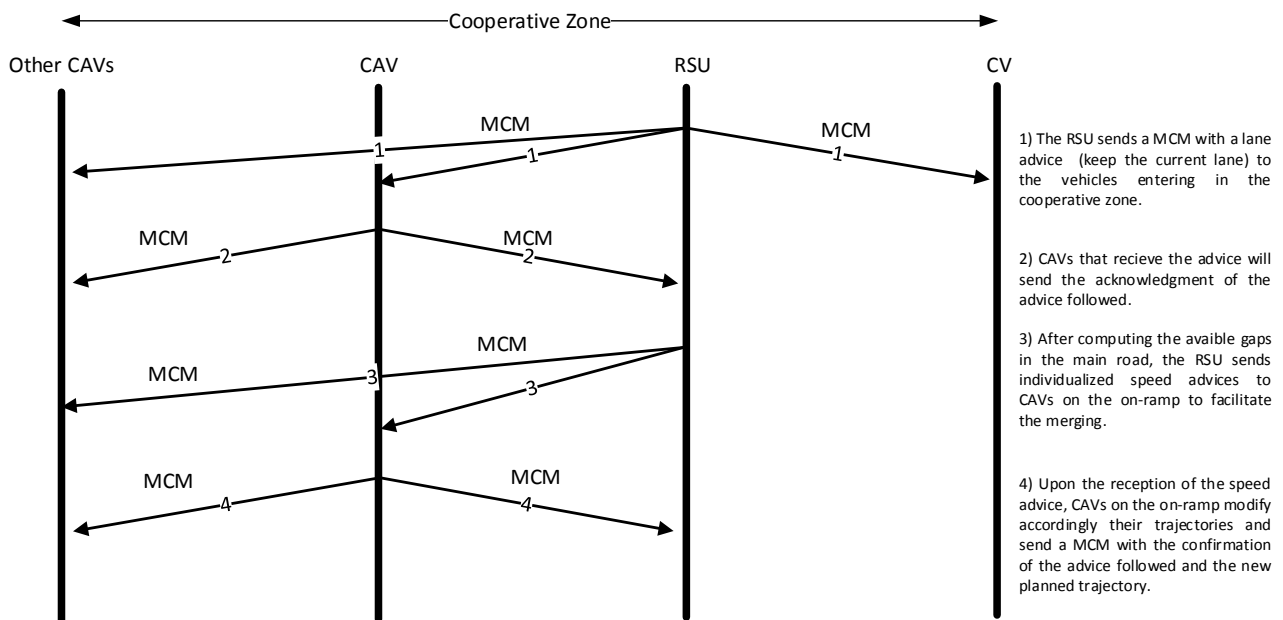 Cooperative Zone
Other CAVs
CAV
RSU
CV
MCM
MCM
1
1
1
MCM
MCM
2
2
MCM
MCM
3
3
MCM
MCM
4
4
1) The RSU sends a MCM with a lane
advice (keep the current lane) to
the vehicles entering in the
cooperative zone.
2) CAVs that recieve the advice will
send the acknowledgment of the
advice followed.
3) After computing the avaible gaps
in the main road, the RSU sends
individualized speed advices to
CAVs on the on-ramp to facilitate
the merging.
4) Upon the reception of the speed
advice, CAVs on the on-ramp modify
accordingly their trajectories and
send a MCM with the confirmation
of the advice followed and the new
planned trajectory.